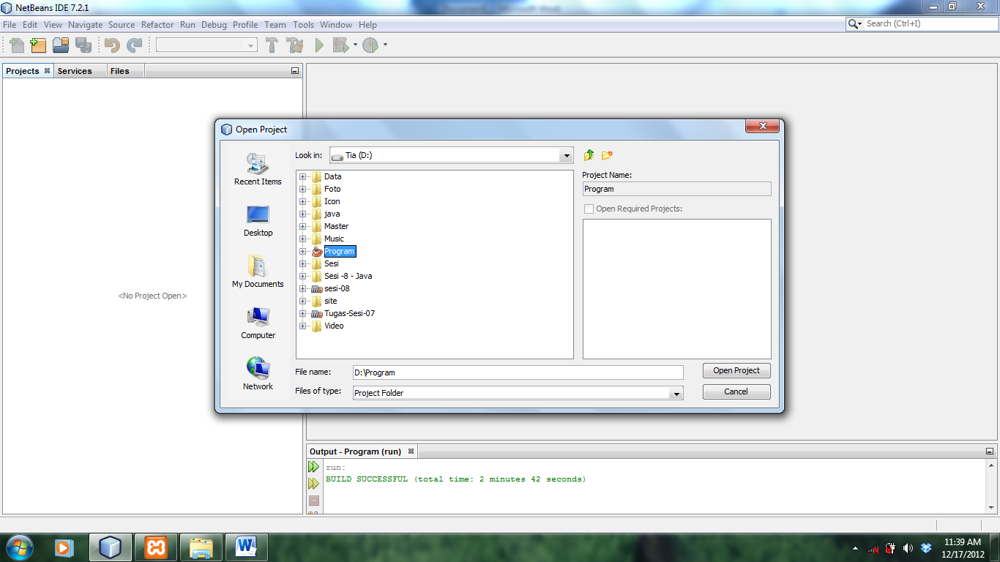 NetBeans IDE 7.2.1
File Edit View Navigate Source Refactor Run Debug Profile Team Tools Window Help
Search (Ctrl+I)
Projects Services Files
<No Project Open>
Open Project
Look in: Tia (D:)
Recent Items
Desktop
My Documents
Computer
Network
Data
Foto
Icon
java
Master
Music
Program
Sesi
Sesi -8 - Java
sesi-08
site
Tugas-Sesi-07
Video
Project Name:
Program
Open Required Projects:
File name: D:\Program
Files of type: Project Folder
Open Project
Cancel
Output - Program (run)
run:
BUILD SUCCESSFUL (total time: 2 minutes 42 seconds)
11:39 AM
12/17/2012